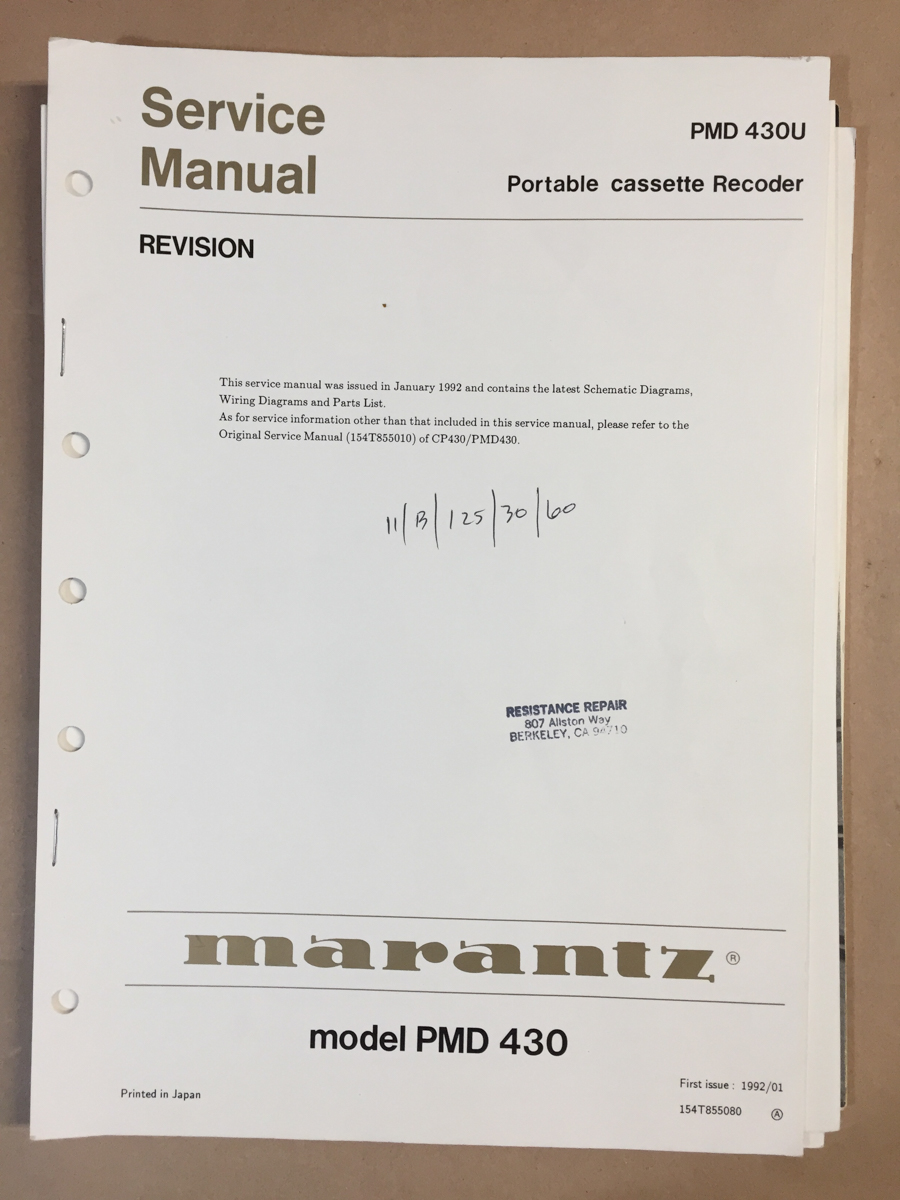 Service
Manual
PMD 430U
Portable cassette Recoder
REVISION
This service manual was issued in January 1992 and contains the latest Schematic Diagrams,
Wiring Diagrams and Parts List.
As for service information other than that included in this service manual, please refer to the
Original Service Manual (154T855010) of CP430/PMD430.
11/B/125/30/60
RESISTANCE REPAIR
807 Allston Way
BERKELEY, CA 94710
marantz®
model PMD 430
Printed in Japan
First issue : 1992/01
154T855080 Ⓐ